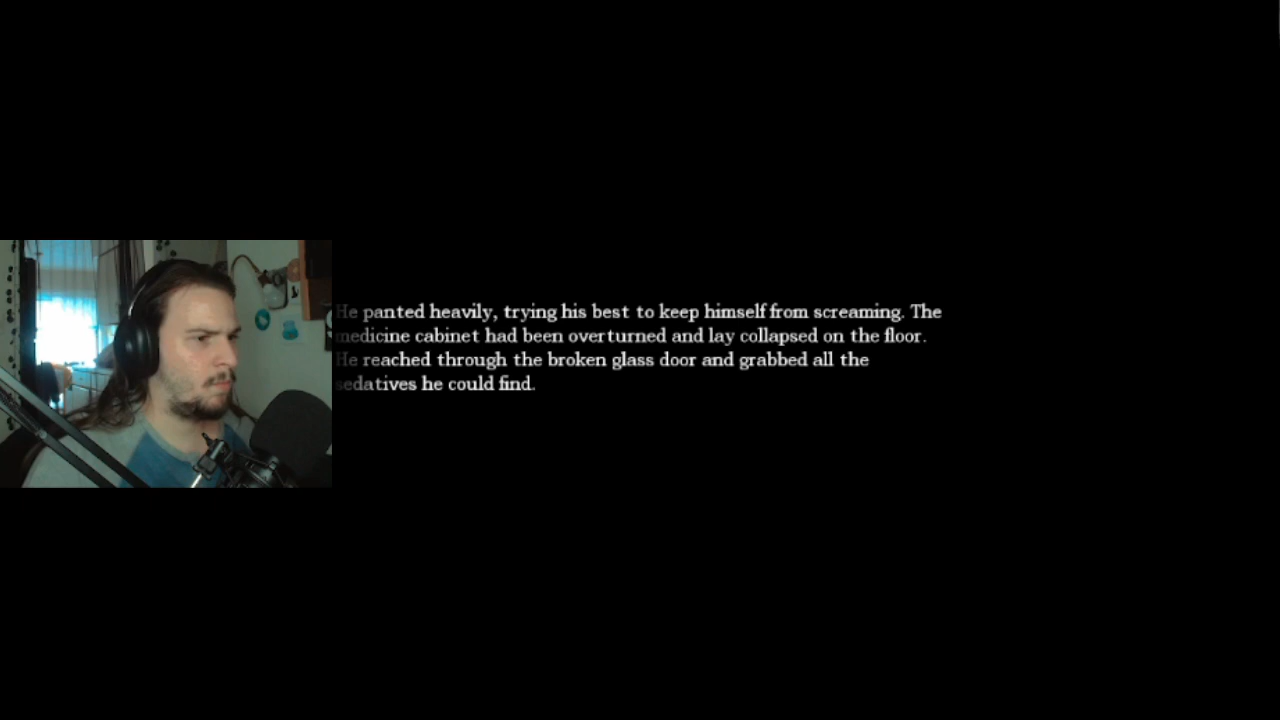 He panted heavily, trying his best to keep himself from screaming. The
medicine cabinet had been overturned and lay collapsed on the floor.
He reached through the broken glass door and grabbed all the
sedatives he could find.